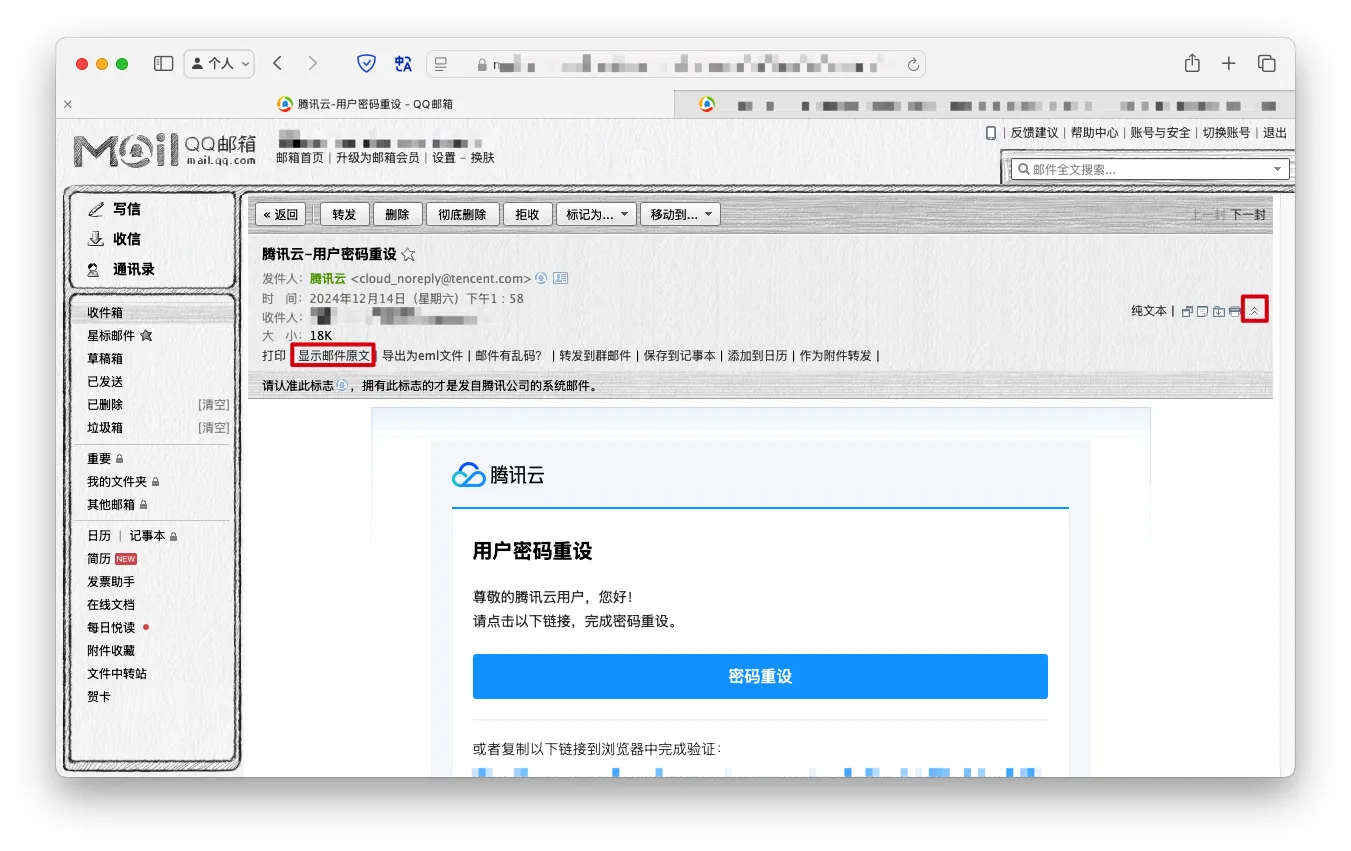 个人
腾讯云-用户密码重设 - QQ邮箱
Mail QQ邮箱
mail.qq.com
邮箱首页 | 升级为邮箱会员 | 设置 - 换肤
反馈建议 | 帮助中心 | 账号与安全 | 切换账号 | 退出
邮件全文搜索...
写信
收信
通讯录
收件箱
星标邮件
草稿箱
已发送
已删除 [清空]
垃圾箱 [清空]
重要
我的文件夹
其他邮箱
日历 | 记事本
简历 NEW
发票助手
在线文档
每日悦读
附件收藏
文件中转站
贺卡
« 返回 转发 删除 彻底删除 拒收 标记为... 移动到... 上一封 下一封
腾讯云-用户密码重设
发件人: 腾讯云 <cloud_noreply@tencent.com>
时 间: 2024年12月14日 (星期六) 下午1:58
收件人:
纯文本 |
大 小: 18K
打印 显示邮件原文 | 导出为eml文件 | 邮件有乱码? | 转发到群邮件 | 保存到记事本 | 添加到日历 | 作为附件转发 |
请认准此标志，拥有此标志的才是发自腾讯公司的系统邮件。
腾讯云
用户密码重设
尊敬的腾讯云用户，您好！
请点击以下链接，完成密码重设。
密码重设
或者复制以下链接到浏览器中完成验证：